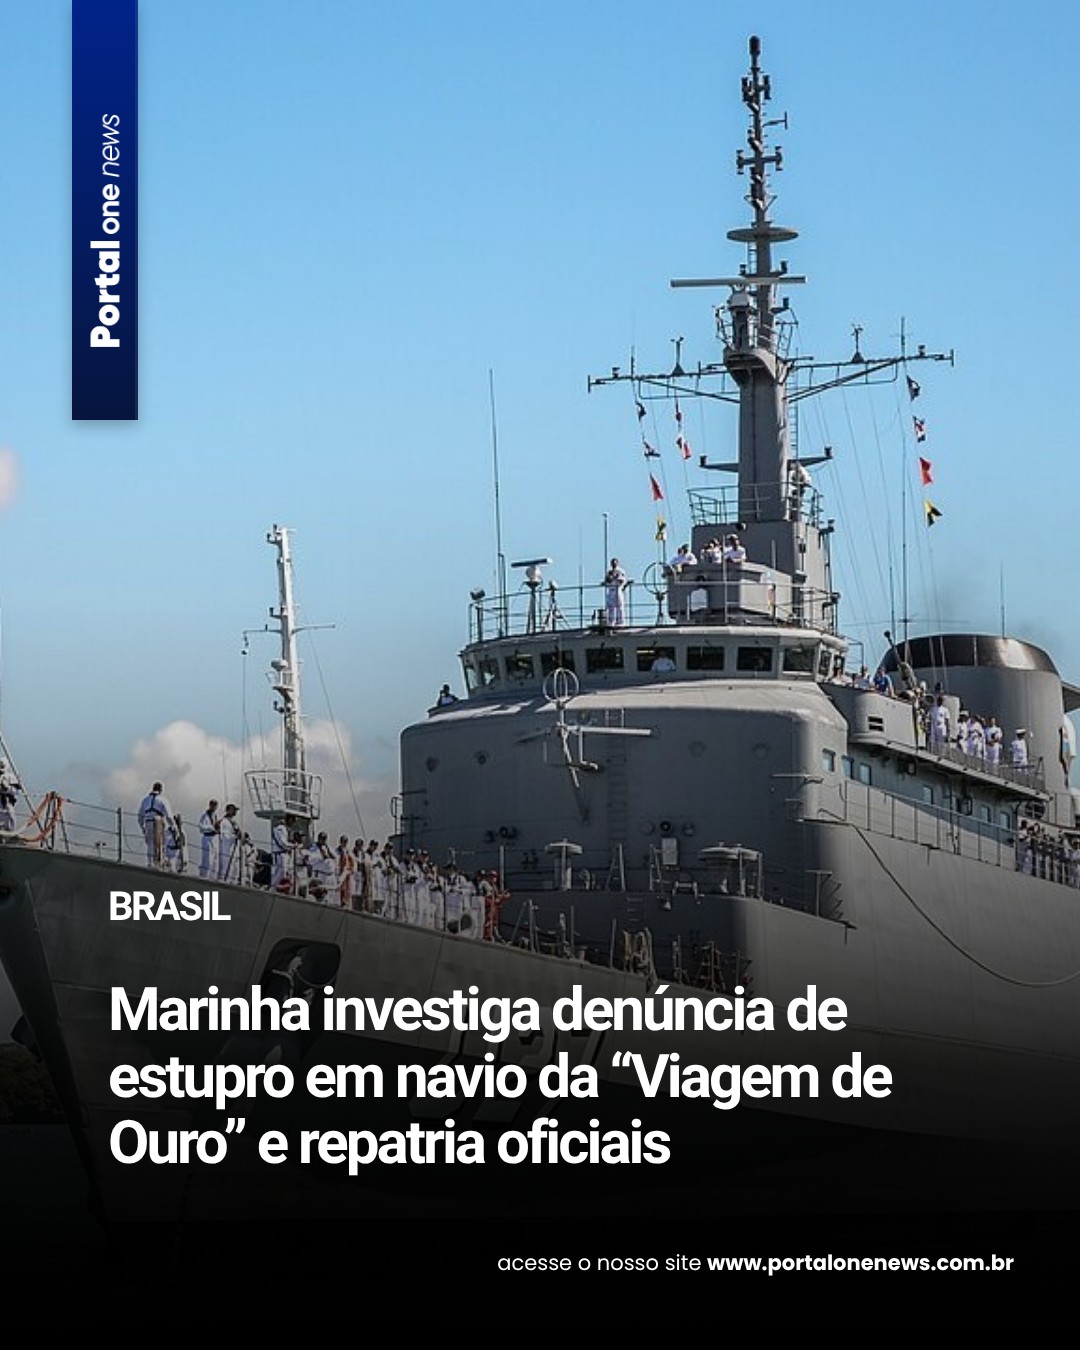 Portal one news
BRASIL
Marinha investiga denúncia de
estupro em navio da “Viagem de
Ouro” e repatria oficiais
acesse o nosso site www.portalonenews.com.br